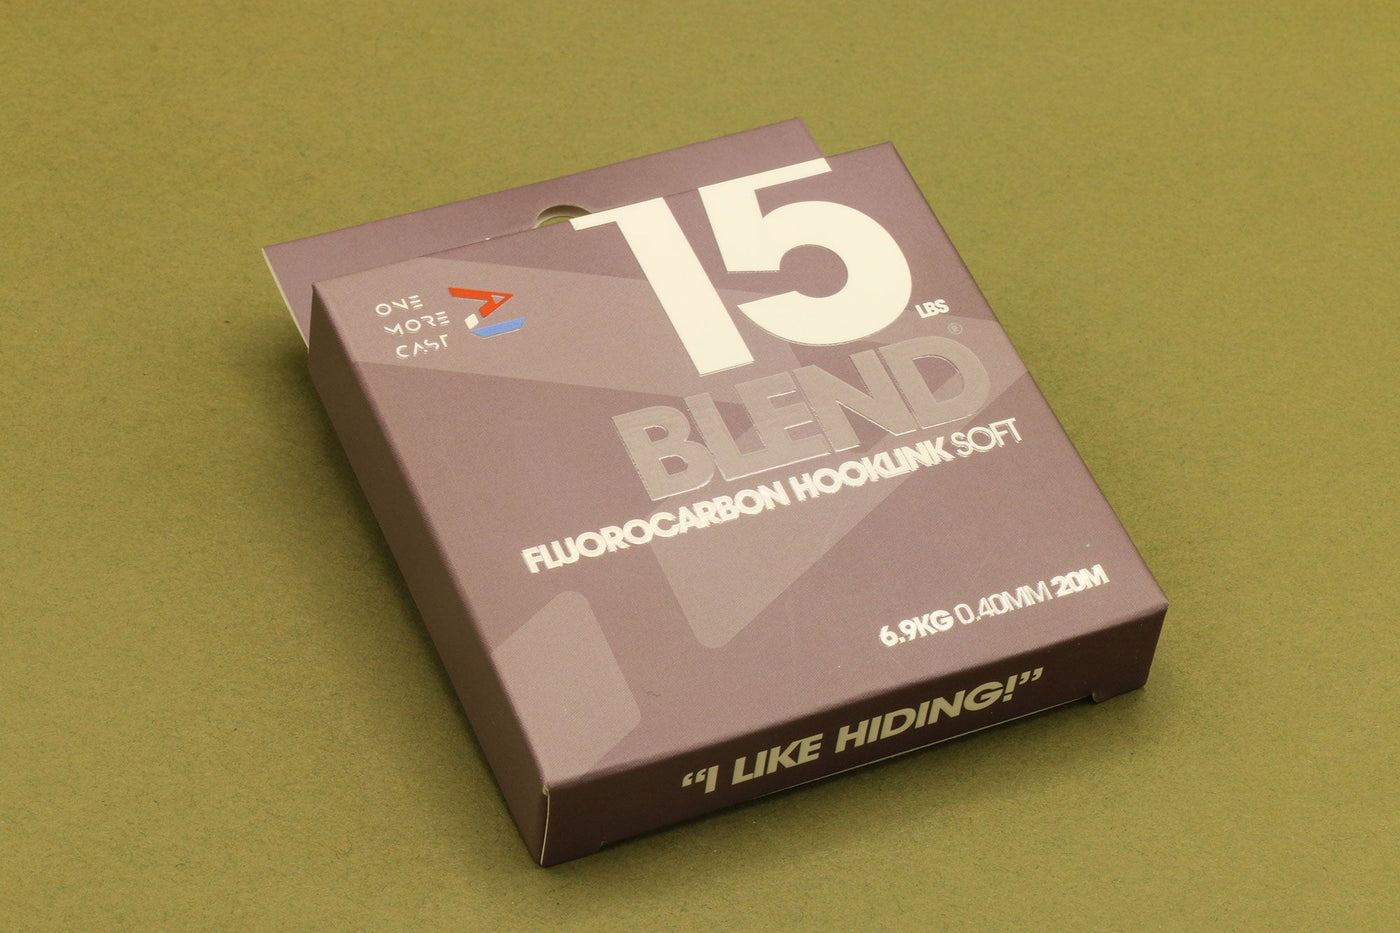 ONE
MORE
CAST
15
LBS
BLEND®
FLUOROCARBON HOOKLINK SOFT
6.9KG 0.40MM 20M
“I LIKE HIDING!”